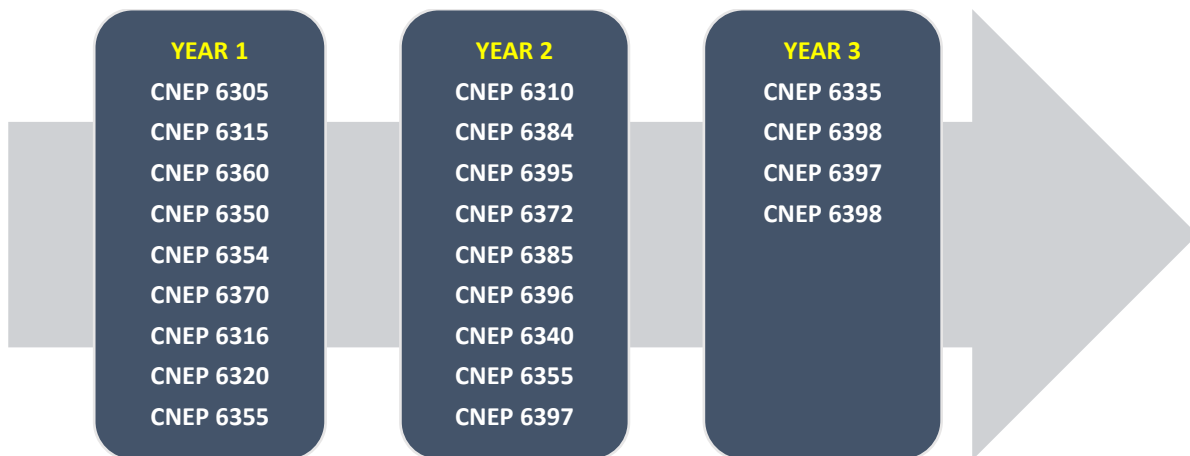 YEAR 1
CNEP 6305
CNEP 6315
CNEP 6360
CNEP 6350
CNEP 6354
CNEP 6370
CNEP 6316
CNEP 6320
CNEP 6355
YEAR 2
CNEP 6310
CNEP 6384
CNEP 6395
CNEP 6372
CNEP 6385
CNEP 6396
CNEP 6340
CNEP 6355
CNEP 6397
YEAR 3
CNEP 6335
CNEP 6398
CNEP 6397
CNEP 6398